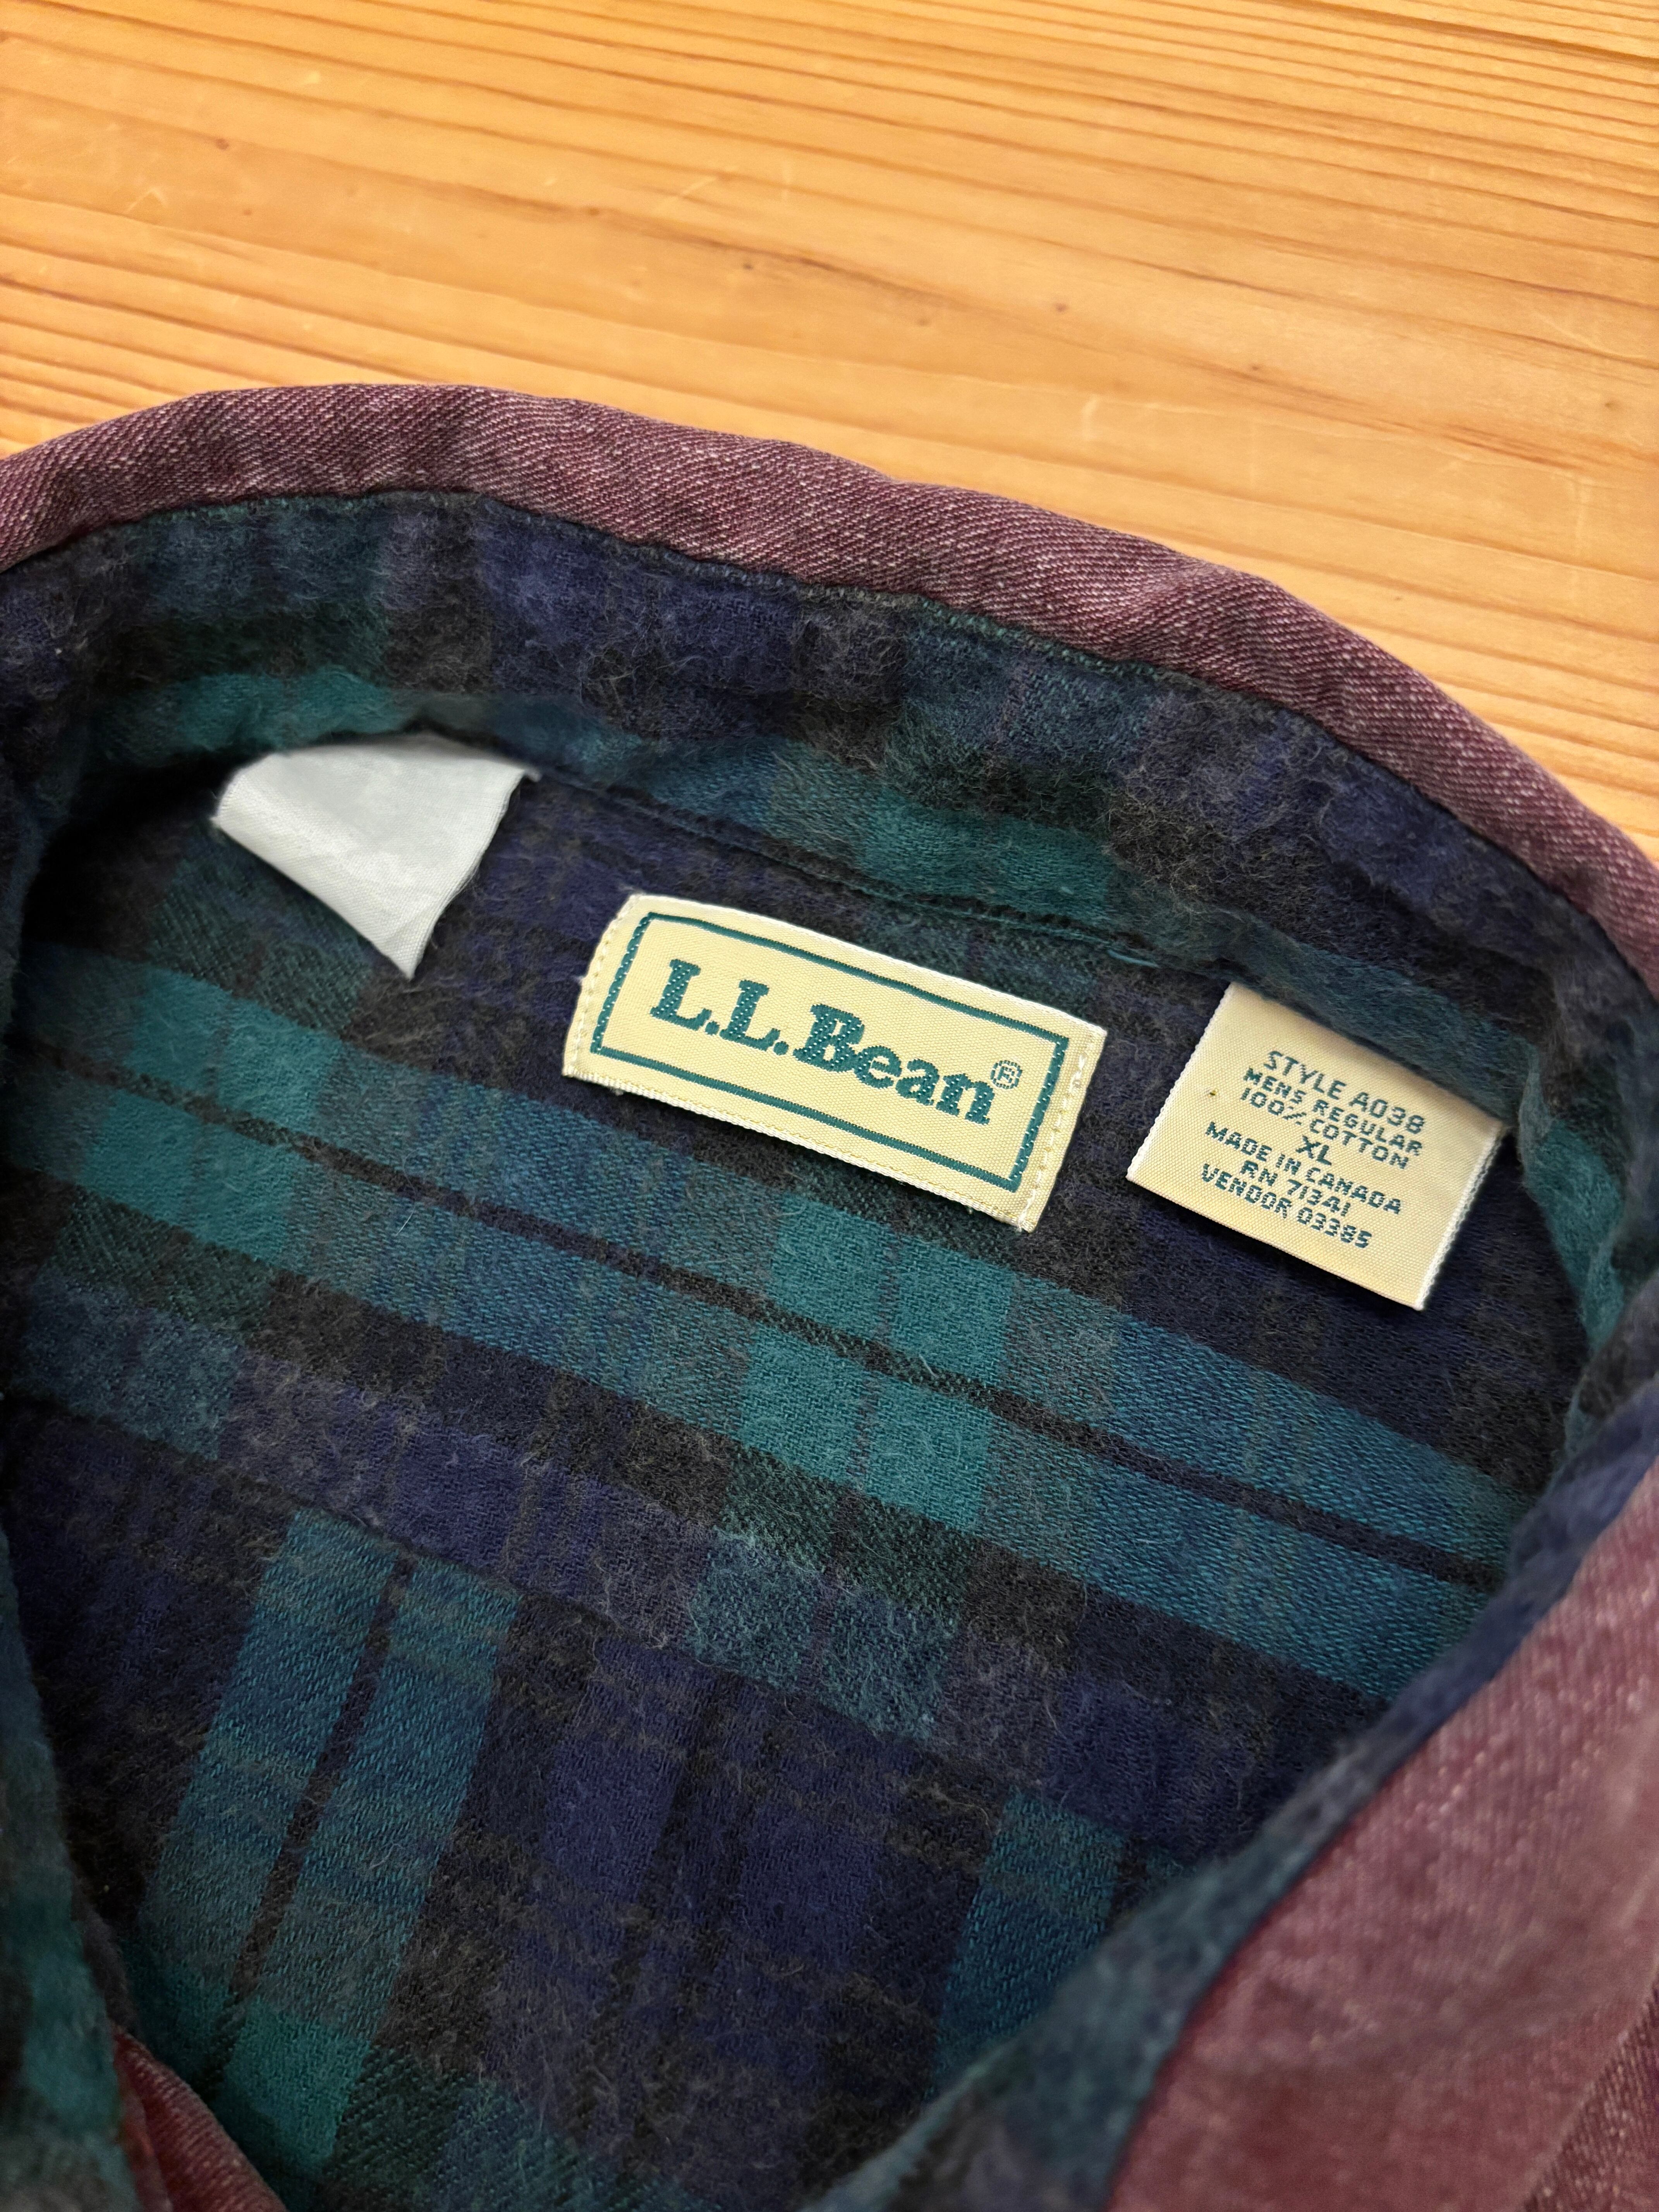 L.L.Bean®
STYLE A038
MENS REGULAR
100% COTTON
XL
MADE IN CANADA
RN 71341
VENDOR 03385